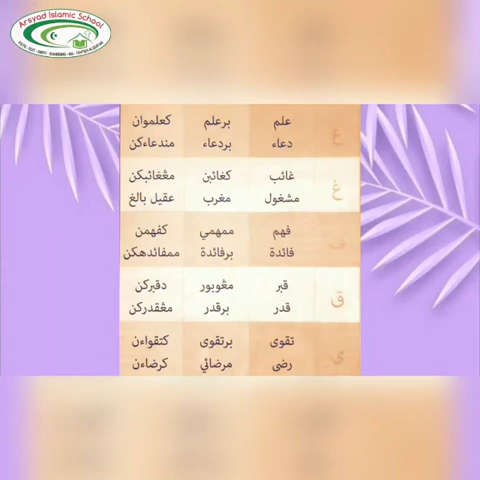 Arsyad Islamic School
ع
علم برعلم كعلموان
دعاء بردعاء مندعاءكن
غ
غائب كغائبن مڠغائبكن
مشغول مغرب عقيل بالغ
ف
فهم ممهمي كفهمن
فائدة برفائدة ممفائدهكن
ق
قبر مڠوبور دقبركن
قدر برقدر مڠقدركن
ي
تقوى برتقوى كتقواءن
رضى مرضائي كرضاءن